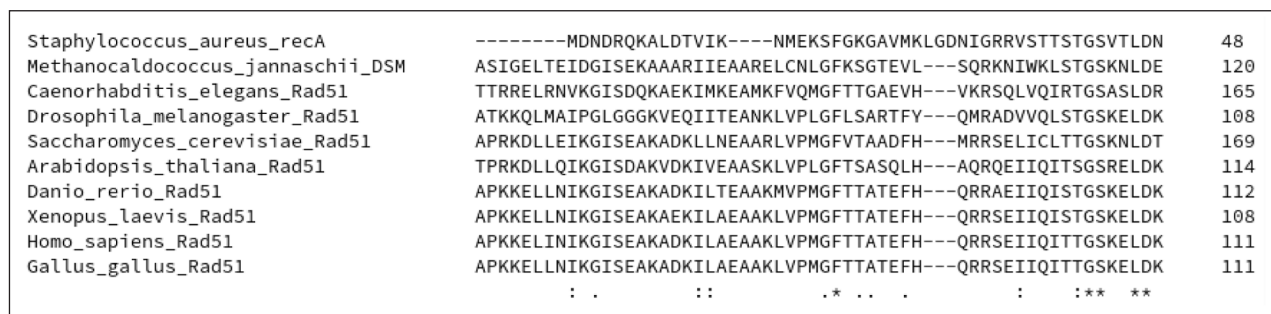 Staphylococcus_aureus_recA --------MDNDRQKALDTVIK----NMEKSFGKGAVMKLGDNIGRRVSTTSTGSVTLDN 48
Methanocaldococcus_jannaschii_DSM ASIGELTEIDGISEKAAARIIEAARELCNLGFKSGTEVL---SQRKNIWKLSTGSKNLDE 120
Caenorhabditis_elegans_Rad51 TTRRELRNVKGISDQKAEKIMKEAMKFVQMGFTTGAEVH---VKRSQLVQIRTGSASLDR 165
Drosophila_melanogaster_Rad51 ATKKQLMAIPGLGGGKVEQIITEANKLVPLGFLSARTFY---QMRADVVQLSTGSKELDK 108
Saccharomyces_cerevisiae_Rad51 APRKDLLEIKGISEAKADKLLNEAARLVPMGFVTAADFH---MRRSELICLTTGSKNLDT 169
Arabidopsis_thaliana_Rad51 TPRKDLLQIKGISDAKVDKIVEAASKLVPLGFTSASQLH---AQRQEIIQITSGSRELDK 114
Danio_rerio_Rad51 APKKELLNIKGISEAKADKILTEAAKMVPMGFTTATEFH---QRRAEIIQISTGSKELDK 112
Xenopus_laevis_Rad51 APKKELLNIKGISEAKAEKILAEAARLVPMGFTTATEFH---QRRSEIIQISTGSKELDK 108
Homo_sapiens_Rad51 APKKELINIKGISEAKADKILAEAAKLVPMGFTTATEFH---QRRSEIIQITTGSKELDK 111
Gallus_gallus_Rad51 APKKELLNIKGISEAKADKILAEAAKLVPMGFTTATEFH---QRRSEIIQITTGSKELDK 111
: . :: .* .. . : :** **